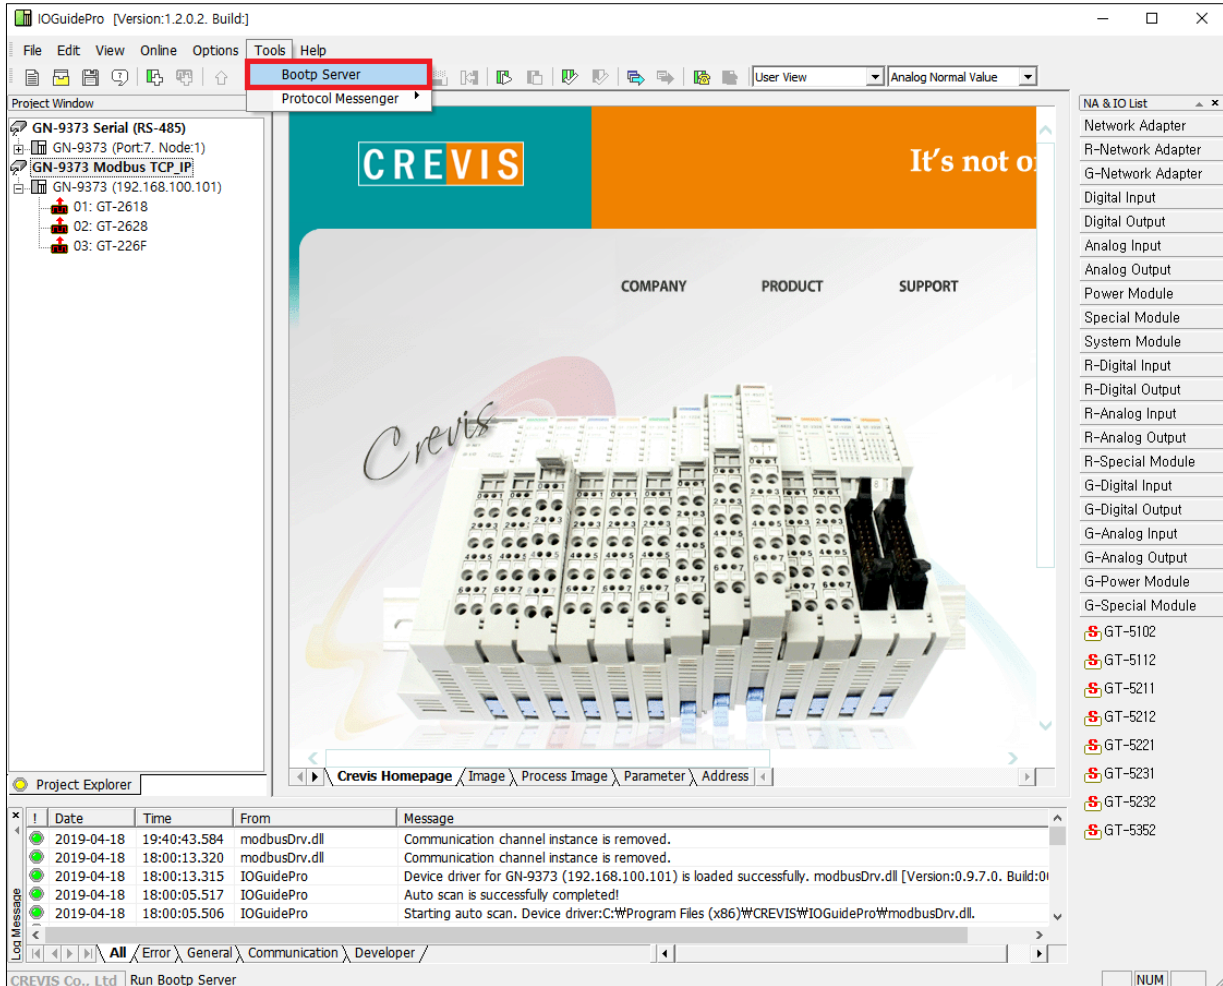 IOGuidePro [Version:1.2.0.2. Build:]
File Edit View Online Options Tools Help
Bootp Server
Protocol Messenger
User View
Analog Normal Value
Project Window
GN-9373 Serial (RS-485)
GN-9373 (Port:7. Node:1)
GN-9373 Modbus TCP_IP
GN-9373 (192.168.100.101)
01: GT-2618
02: GT-2628
03: GT-226F
Project Explorer
CREVIS
It's not o
COMPANY PRODUCT SUPPORT
Crevis
Crevis Homepage Image Process Image Parameter Address
NA & IO List
Network Adapter
R-Network Adapter
G-Network Adapter
Digital Input
Digital Output
Analog Input
Analog Output
Power Module
Special Module
System Module
R-Digital Input
R-Digital Output
R-Analog Input
R-Analog Output
R-Special Module
G-Digital Input
G-Digital Output
G-Analog Input
G-Analog Output
G-Power Module
G-Special Module
GT-5102
GT-5112
GT-5211
GT-5212
GT-5221
GT-5231
GT-5232
GT-5352
Log Message
! Date Time From Message
2019-04-18 19:40:43.584 modbusDrv.dll Communication channel instance is removed.
2019-04-18 18:00:13.320 modbusDrv.dll Communication channel instance is removed.
2019-04-18 18:00:13.315 IOGuidePro Device driver for GN-9373 (192.168.100.101) is loaded successfully. modbusDrv.dll [Version:0.9.7.0. Build:0
2019-04-18 18:00:05.517 IOGuidePro Auto scan is successfully completed!
2019-04-18 18:00:05.506 IOGuidePro Starting auto scan. Device driver:C:₩Program Files (x86)₩CREVIS₩IOGuidePro₩modbusDrv.dll.
All Error General Communication Developer
CREVIS Co., Ltd Run Bootp Server
NUM